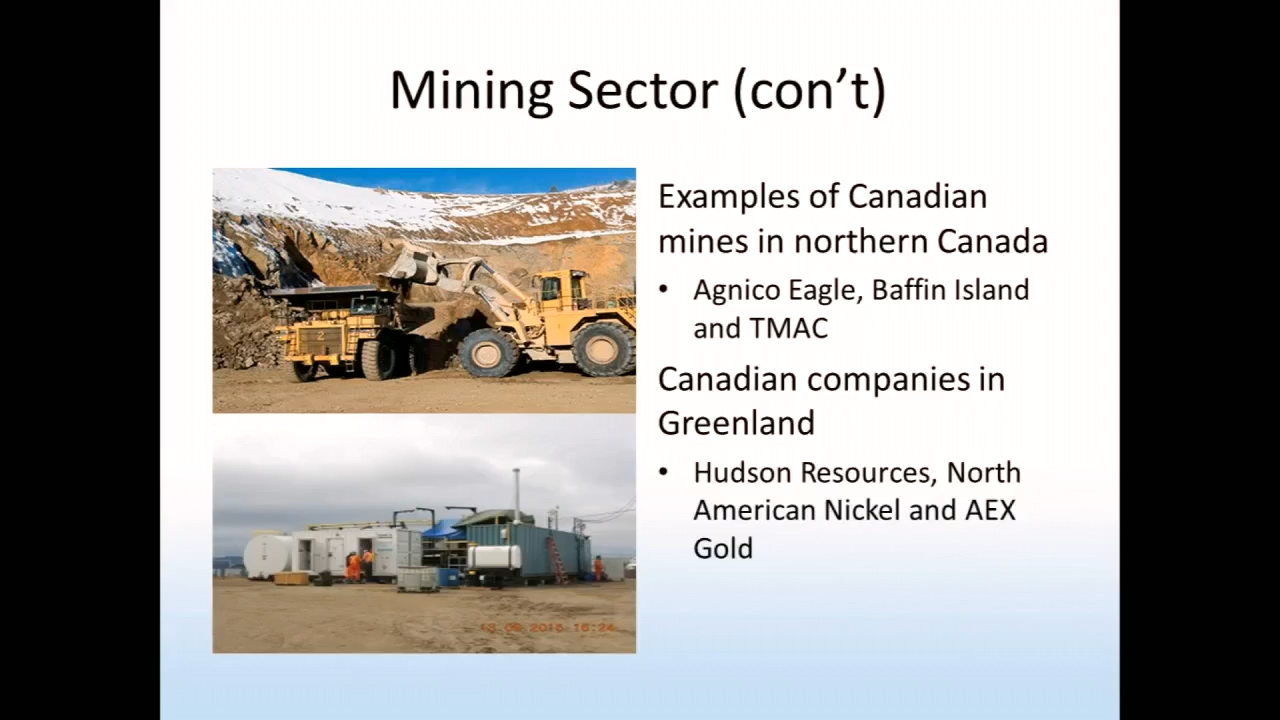 Mining Sector (con’t)
Examples of Canadian
mines in northern Canada
• Agnico Eagle, Baffin Island
and TMAC
Canadian companies in
Greenland
• Hudson Resources, North
American Nickel and AEX
Gold
2